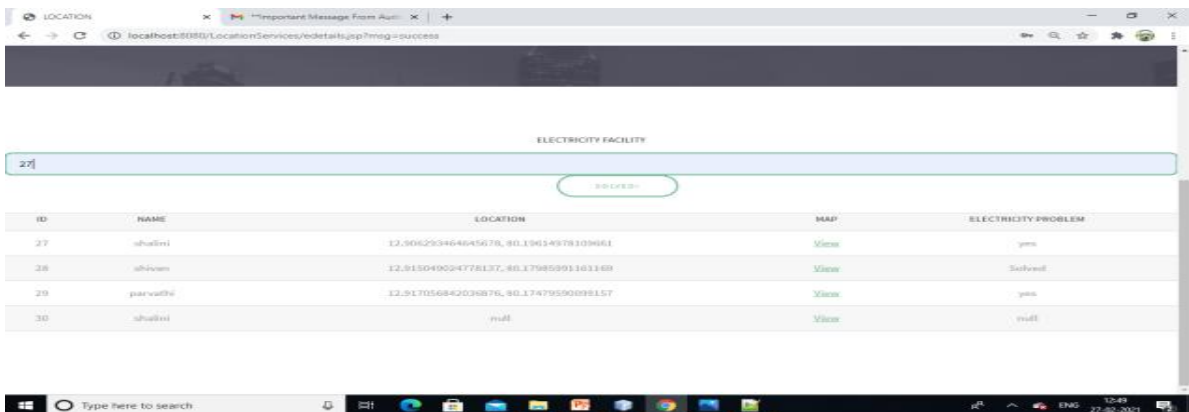 LOCATION
**Important Message From Auth
localhost:8080/LocationServices/edetails.jsp?msg=success
ELECTRICITY FACILITY
27
ID NAME LOCATION MAP ELECTRICITY PROBLEM
27 shalini 12.906293464645678, 80.19614978109661 View yes
28 shivan 12.915049024778137, 80.17985991161169 View Solved
29 parvathi 12.917056842036876, 80.17479590899157 View yes
30 shalini null View null
Type here to search
ENG
12:49
27-02-2021